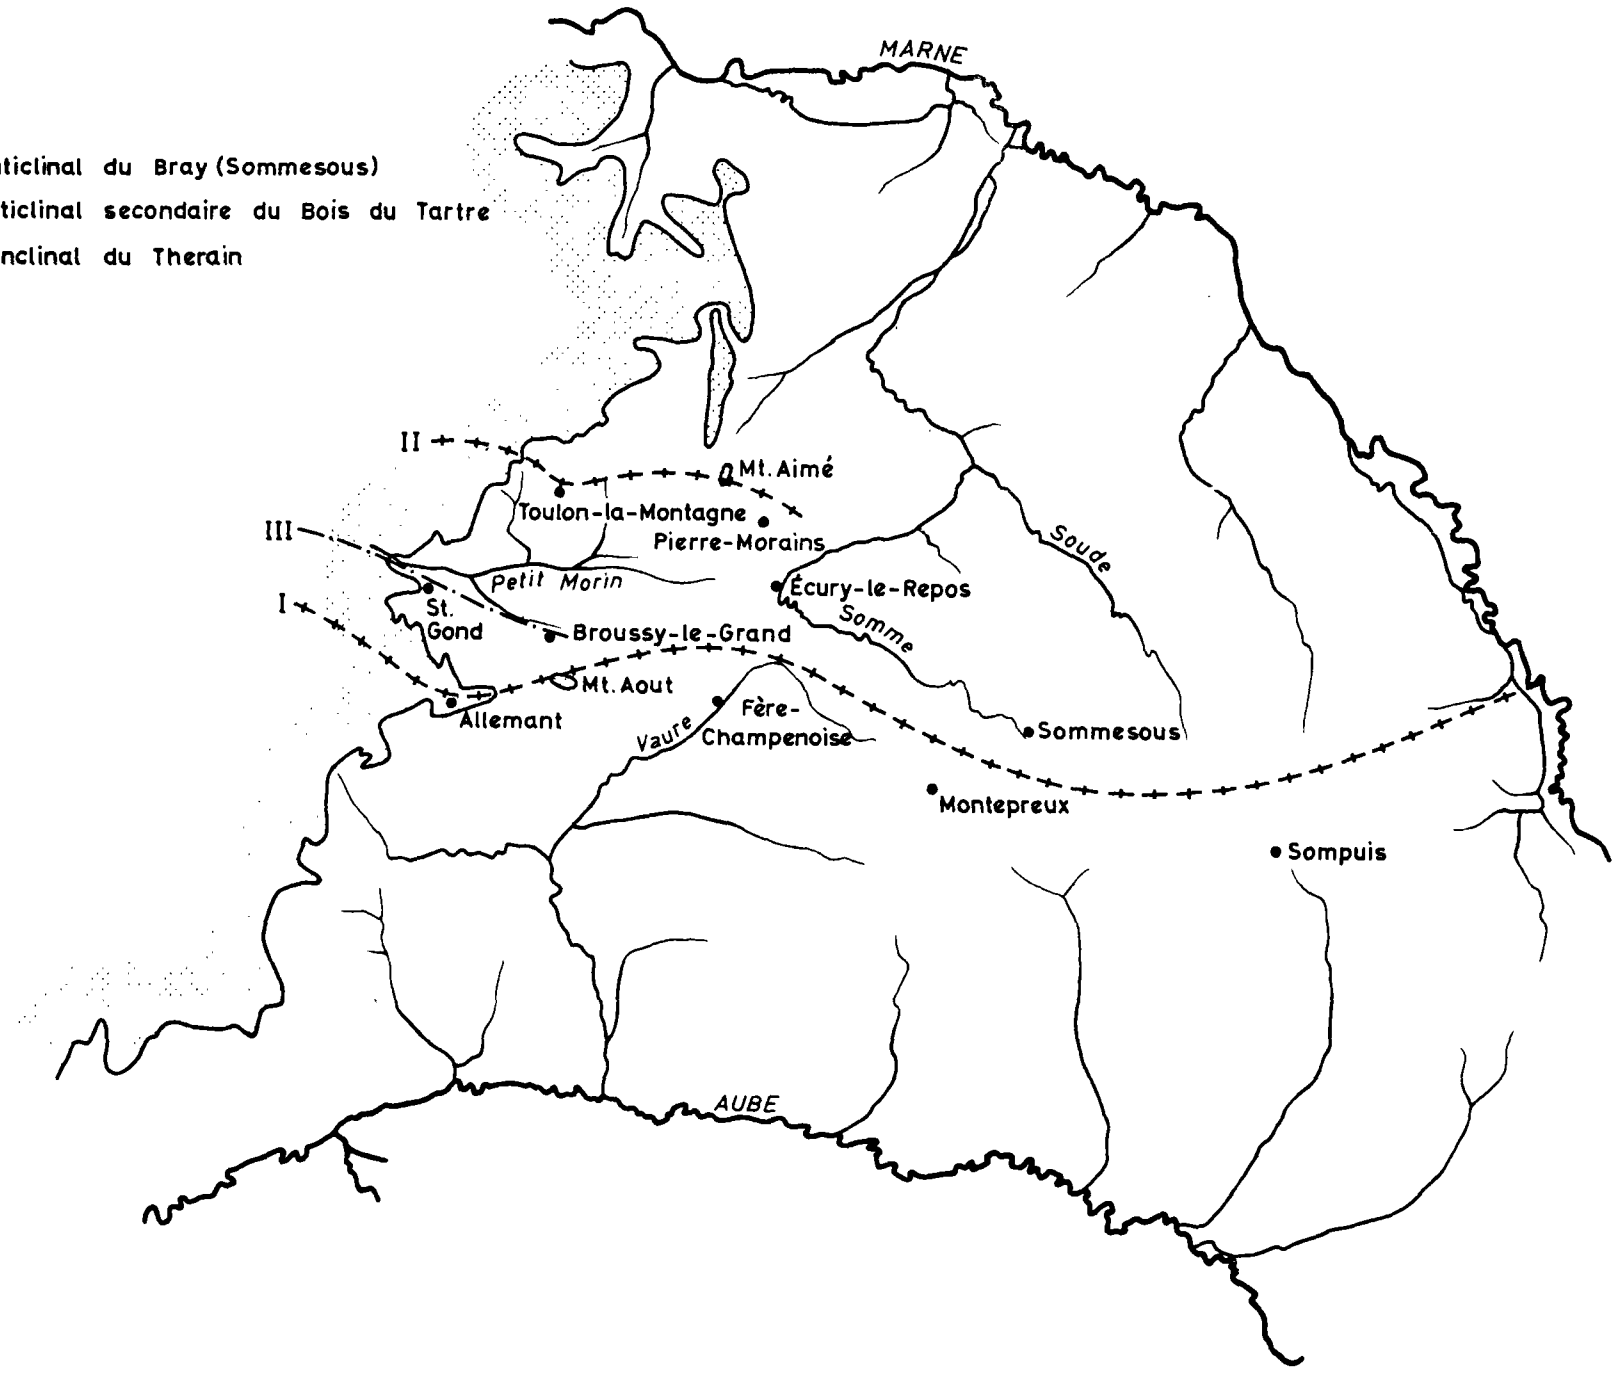 MARNE
nticlinal du Bray (Sommesous)
ticlinal secondaire du Bois du Tartre
nclinal du Therain
II
Mt. Aimé
Toulon-la-Montagne
III
Pierre-Morains
Soude
Petit Morin
Écury-le-Repos
I
St.
Gond
Somme
Broussy-le-Grand
Mt. Aout
Allemant
Fère-
Champenoise
Vaure
Sommesous
Montepreux
Sompuis
AUBE